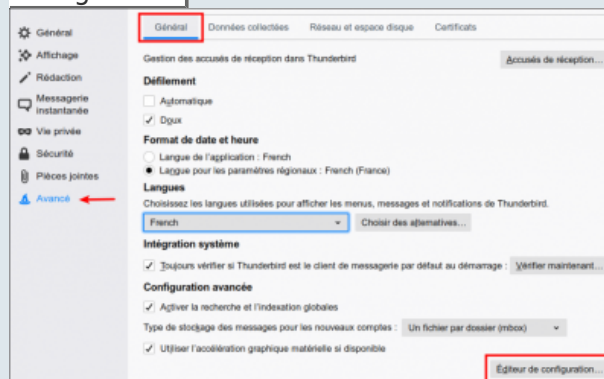 Général
Affichage
Rédaction
Messagerie
instantanée
Vie privée
Sécurité
Pièces jointes
Avancé
Général Données collectées Réseau et espace disque Certificats
Gestion des accusés de réception dans Thunderbird Accusés de réception…
Défilement
Automatique
Doux
Format de date et heure
Langue de l'application : French
Langue pour les paramètres régionaux : French (France)
Langues
Choisissez les langues utilisées pour afficher les menus, messages et notifications de Thunderbird.
French Choisir des alternatives…
Intégration système
Toujours vérifier si Thunderbird est le client de messagerie par défaut au démarrage : Vérifier maintenant…
Configuration avancée
Activer la recherche et l'indexation globales
Type de stockage des messages pour les nouveaux comptes : Un fichier par dossier (mbox)
Utiliser l'accélération graphique matérielle si disponible
Éditeur de configuration…